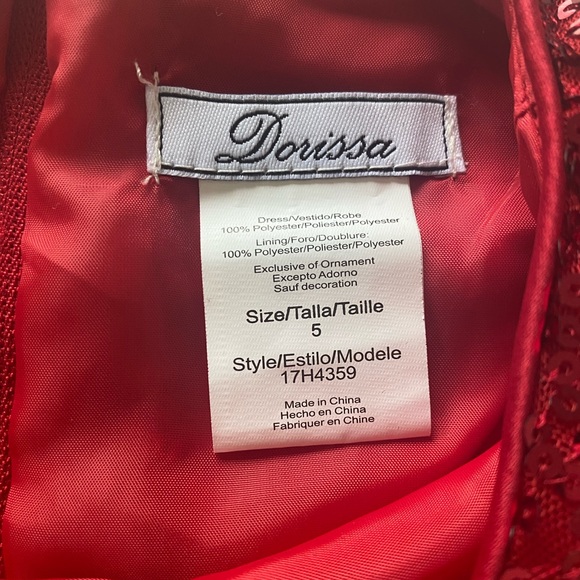 Dorissa
Dress/Vestido/Robe
100% Polyester/Poliester/Polyester
Lining/Foro/Doublure:
100% Polyester/Poliester/Polyester
Exclusive of Ornament
Excepto Adorno
Sauf decoration
Size/Talla/Taille
5
Style/Estilo/Modele
17H4359
Made in China
Hecho en China
Fabriquer en Chine